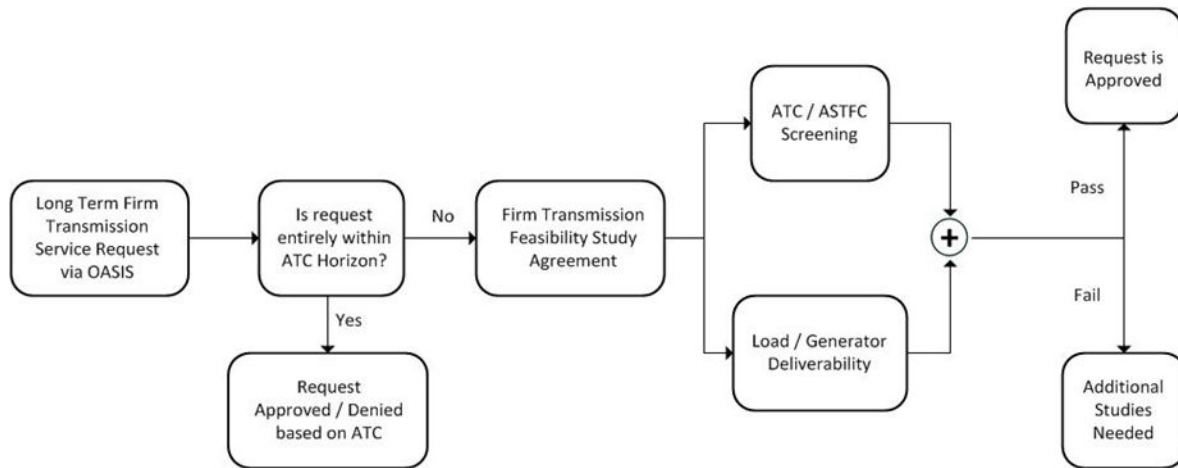 Long Term Firm
Transmission
Service Request
via OASIS
Is request
entirely within
ATC Horizon?
Yes
Request
Approved / Denied
based on ATC
No
Firm Transmission
Feasibility Study
Agreement
ATC / ASTFC
Screening
Load / Generator
Deliverability
+
Pass
Request is
Approved
Fail
Additional
Studies
Needed